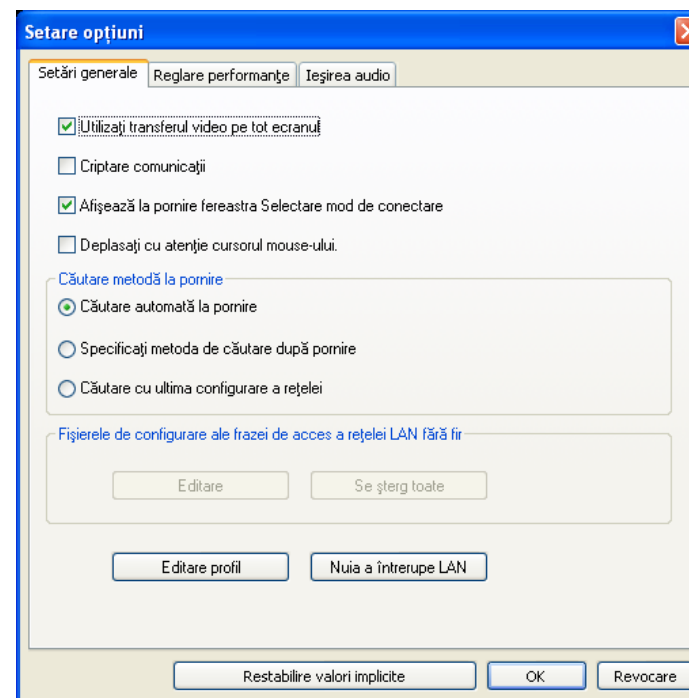 Setare opțiuni
Setări generale
Reglare performanțe
Ieșirea audio
Utilizați transferul video pe tot ecranul
Criptare comunicații
Afișează la pornire fereastra Selectare mod de conectare
Deplasați cu atenție cursorul mouse-ului.
Căutare metodă la pornire
Căutare automată la pornire
Specificați metoda de căutare după pornire
Căutare cu ultima configurare a rețelei
Fișierele de configurare ale frazei de acces a rețelei LAN fără fir
Editare
Se șterg toate
Editare profil
Nuia a întrerupe LAN
Restabilire valori implicite
OK
Revocare